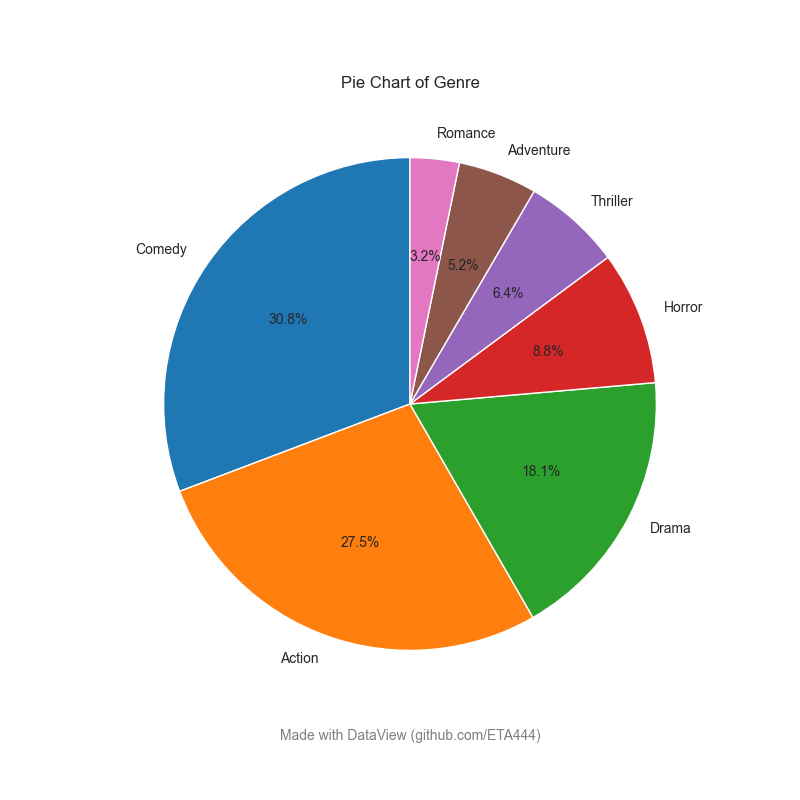 Pie Chart of Genre
Romance
Adventure
Thriller
Comedy
Horror
3.2%
5.2%
6.4%
30.8%
8.8%
18.1%
Drama
27.5%
Action
Made with DataView (github.com/ETA444)